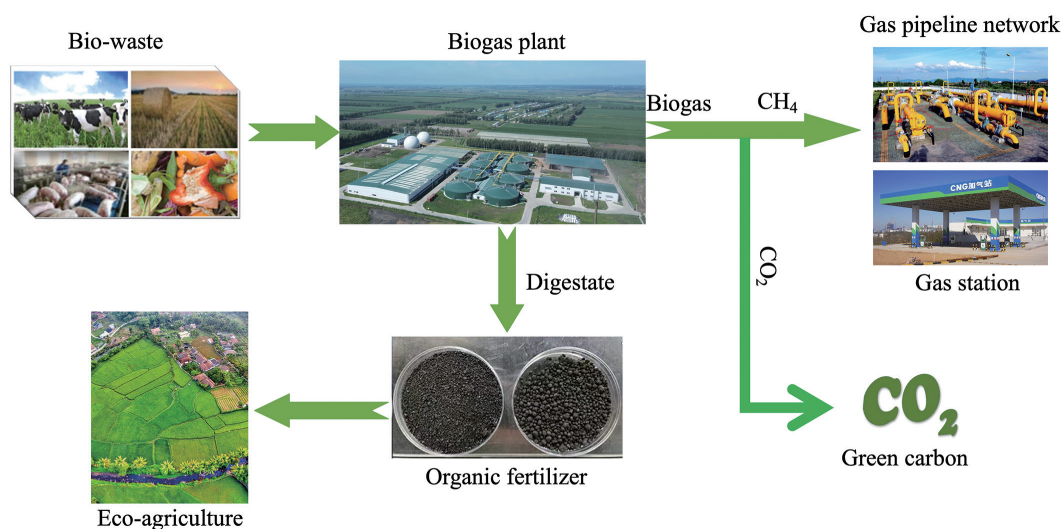 Bio-waste
Biogas plant
Gas pipeline network
Biogas
CH₄
CNG加气站
CO₂
Gas station
Digestate
CO₂
Green carbon
Organic fertilizer
Eco-agriculture